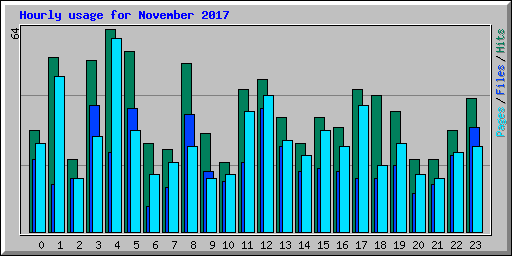 Hourly usage for November 2017
64
Pages/Files/Hits
0 1 2 3 4 5 6 7 8 9 10 11 12 13 14 15 16 17 18 19 20 21 22 23